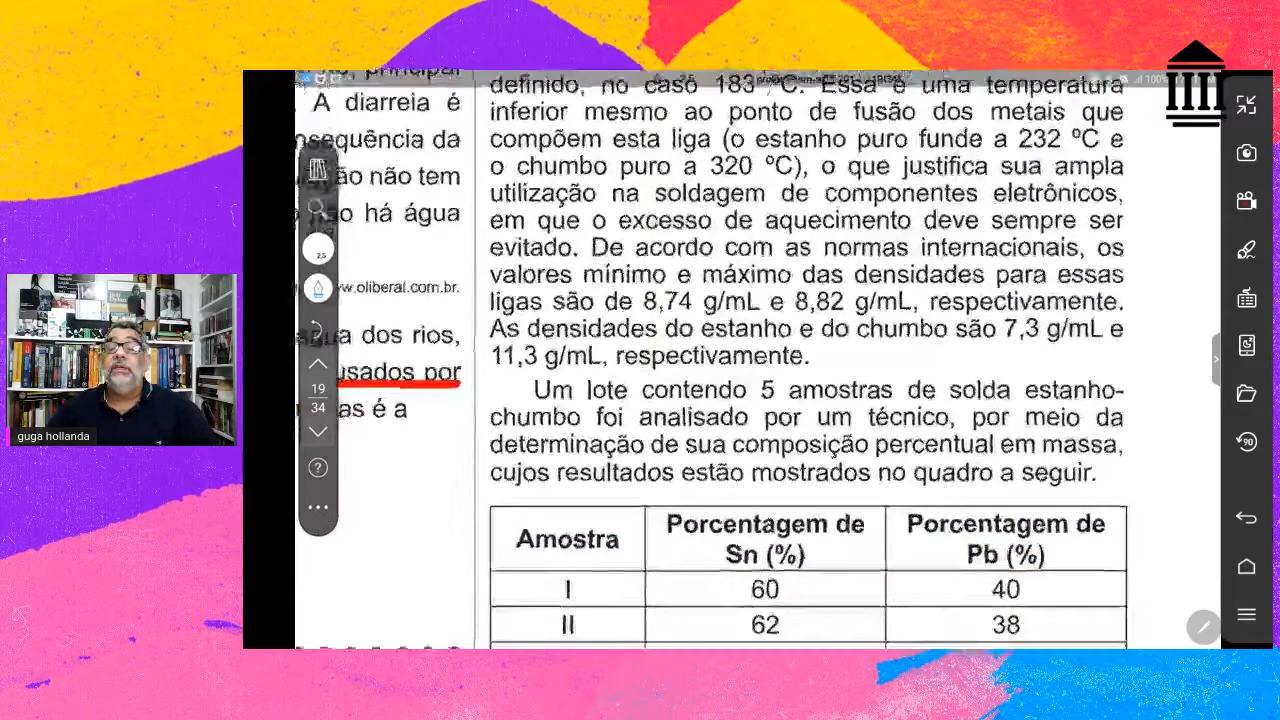 A diarreia é
nsequência da
ão não tem
há água
ww.oliberal.com.br.
dos rios,
usados por
as é a
definido, no caso 183 ºC. Essa é uma temperatura
inferior mesmo ao ponto de fusão dos metais que
compõem esta liga (o estanho puro funde a 232 ºC e
o chumbo puro a 320 ºC), o que justifica sua ampla
utilização na soldagem de componentes eletrônicos,
em que o excesso de aquecimento deve sempre ser
evitado. De acordo com as normas internacionais, os
valores mínimo e máximo das densidades para essas
ligas são de 8,74 g/mL e 8,82 g/mL, respectivamente.
As densidades do estanho e do chumbo são 7,3 g/mL e
11,3 g/mL, respectivamente.
Um lote contendo 5 amostras de solda estanho-
chumbo foi analisado por um técnico, por meio da
determinação de sua composição percentual em massa,
cujos resultados estão mostrados no quadro a seguir.
Amostra Porcentagem de Sn (%) Porcentagem de Pb (%)
I 60 40
II 62 38
2.5
19
34
?
guga hollanda
90